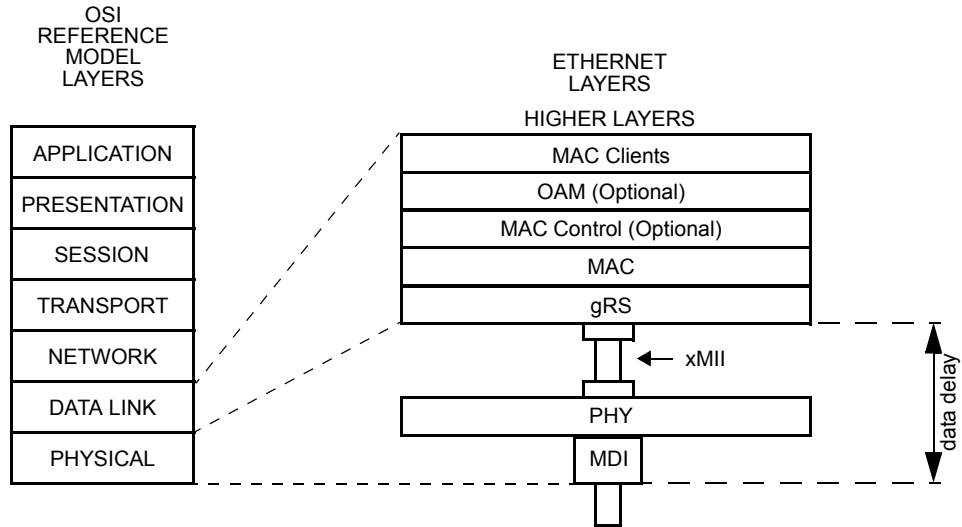 OSI
REFERENCE
MODEL
LAYERS
APPLICATION
PRESENTATION
SESSION
TRANSPORT
NETWORK
DATA LINK
PHYSICAL
ETHERNET
LAYERS
HIGHER LAYERS
MAC Clients
OAM (Optional)
MAC Control (Optional)
MAC
gRS
xMII
PHY
MDI
data delay